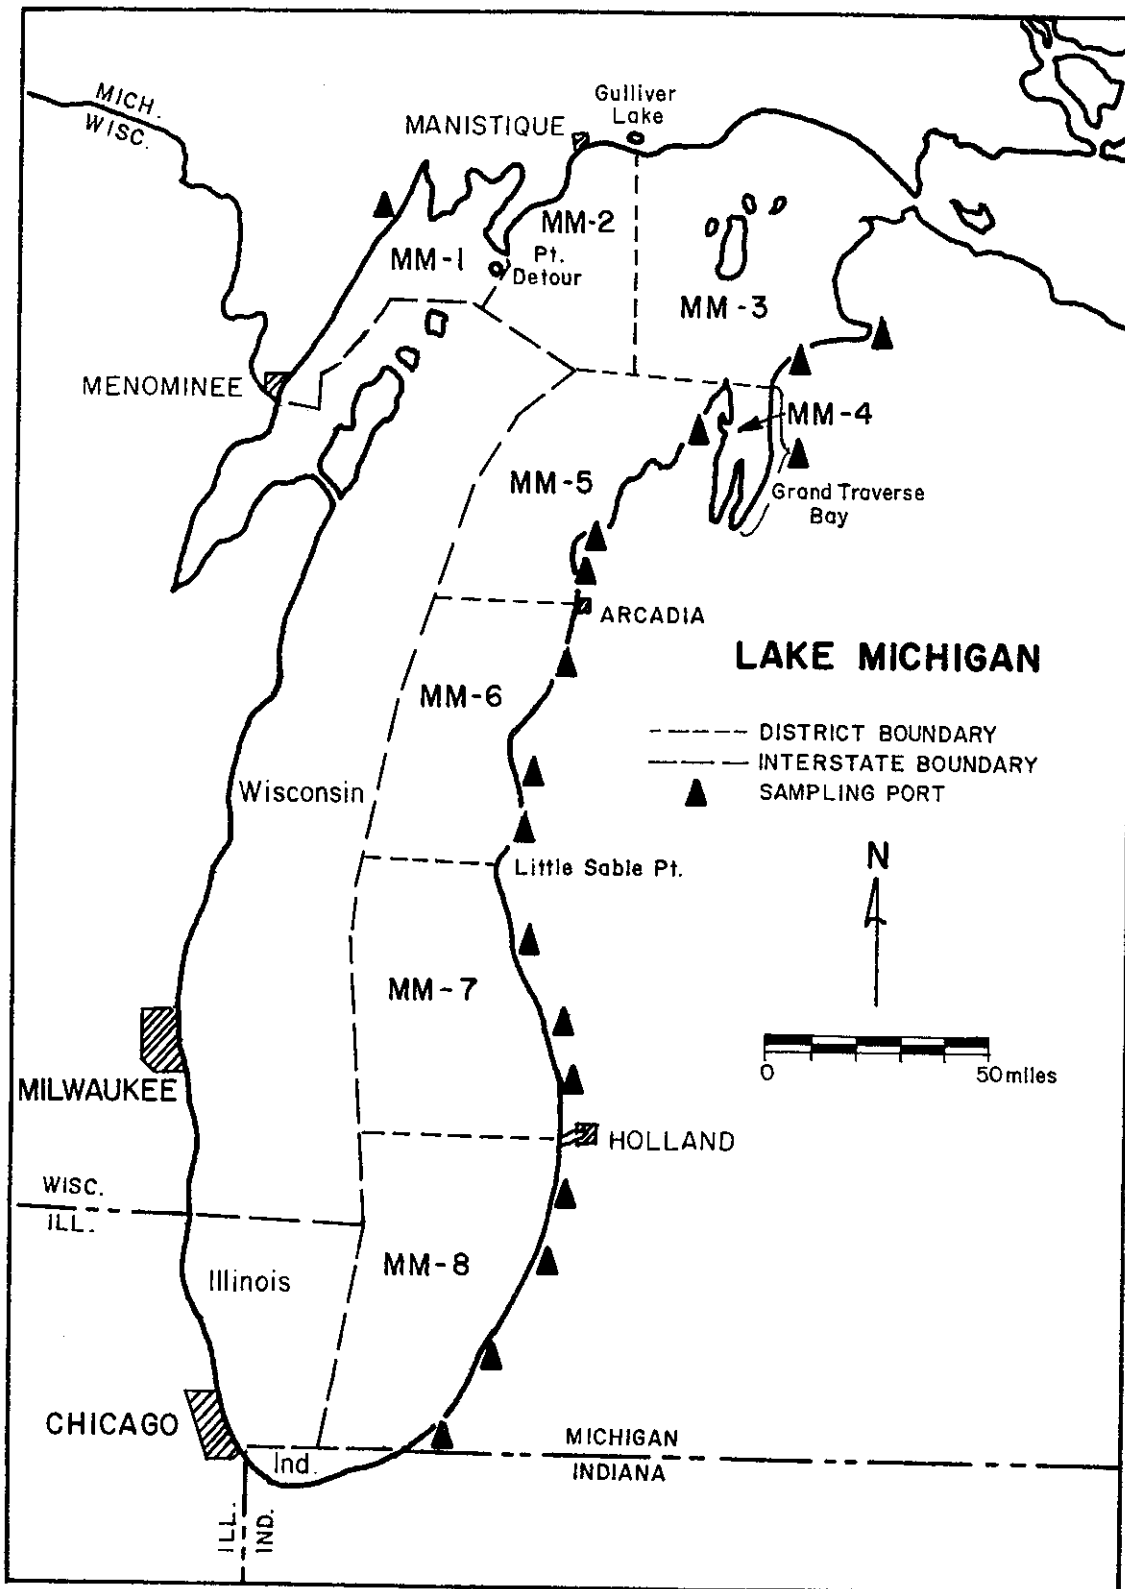 MICH.
WISC.
Gulliver
Lake
MANISTIQUE
MM-2
MM-1
Pt.
Detour
MM-3
MENOMINEE
MM-4
MM-5
Grand Traverse
Bay
ARCADIA
LAKE MICHIGAN
MM-6
DISTRICT BOUNDARY
INTERSTATE BOUNDARY
SAMPLING PORT
Wisconsin
N
Little Sable Pt.
MM-7
0
50 miles
MILWAUKEE
HOLLAND
WISC.
ILL.
MM-8
Illinois
CHICAGO
MICHIGAN
INDIANA
Ind.
ILL.
IND.